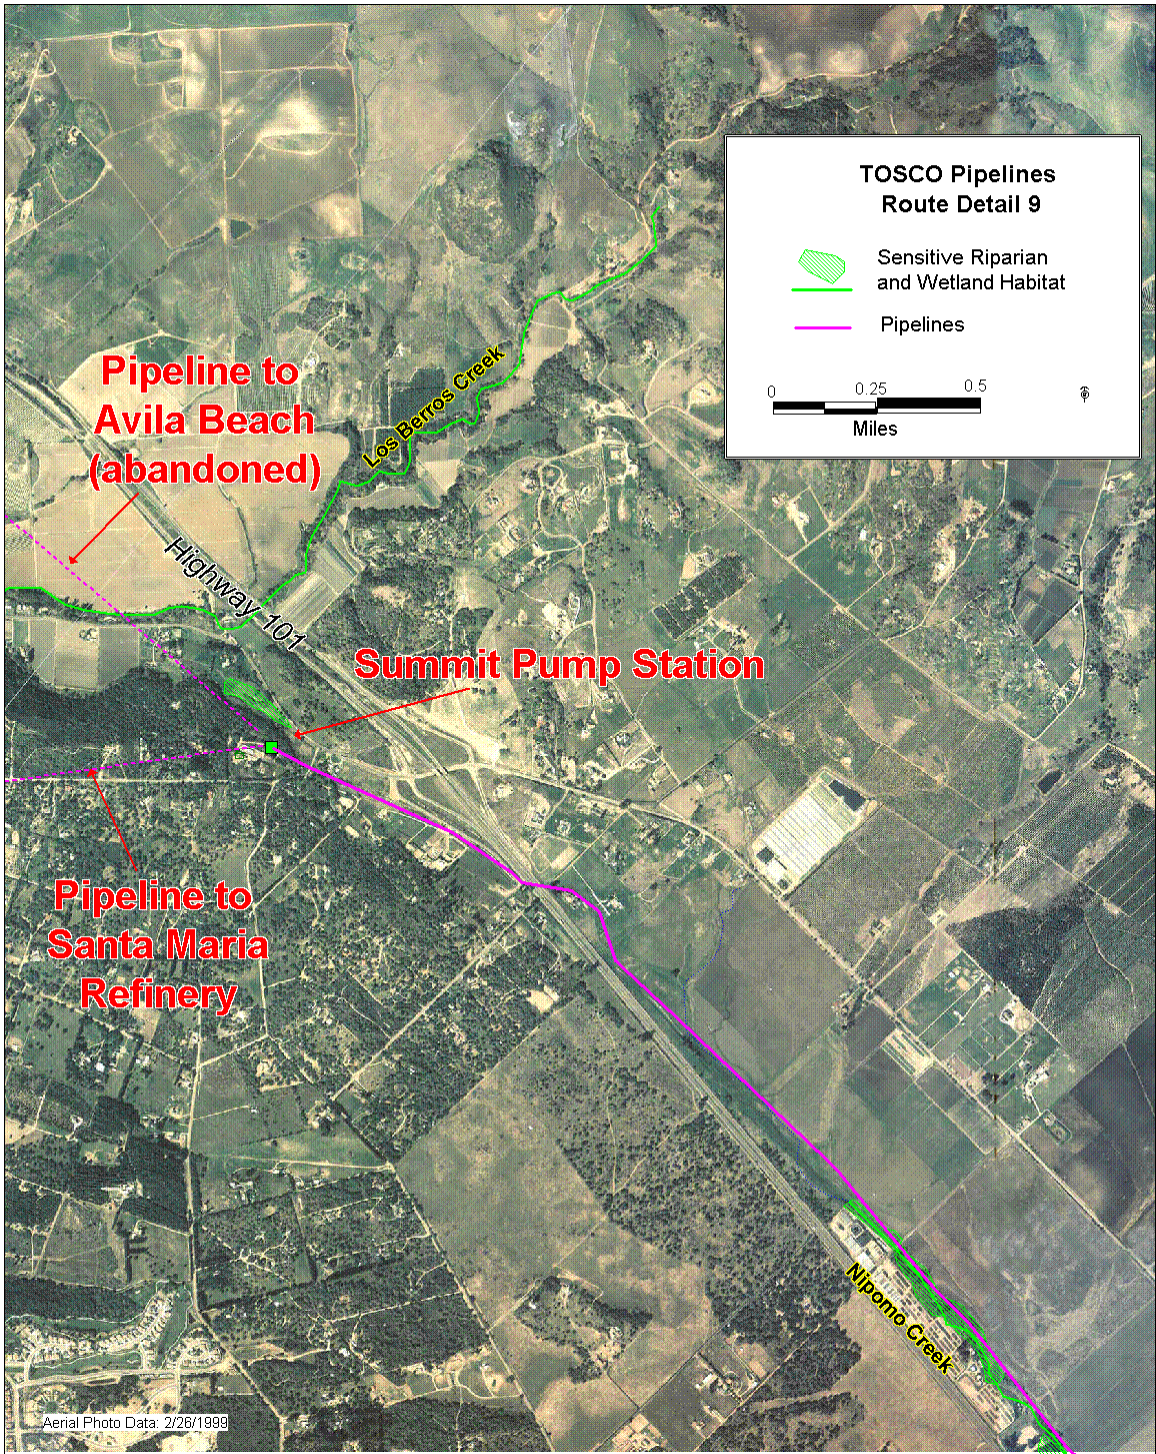 TOSCO Pipelines
Route Detail 9
Sensitive Riparian
and Wetland Habitat
Pipelines
0 0.25 0.5
Miles
Pipeline to
Avila Beach
(abandoned)
Los Berros Creek
Highway 101
Summit Pump Station
Pipeline to
Santa Maria
Refinery
Nipomo Creek
Aerial Photo Data: 2/26/1999